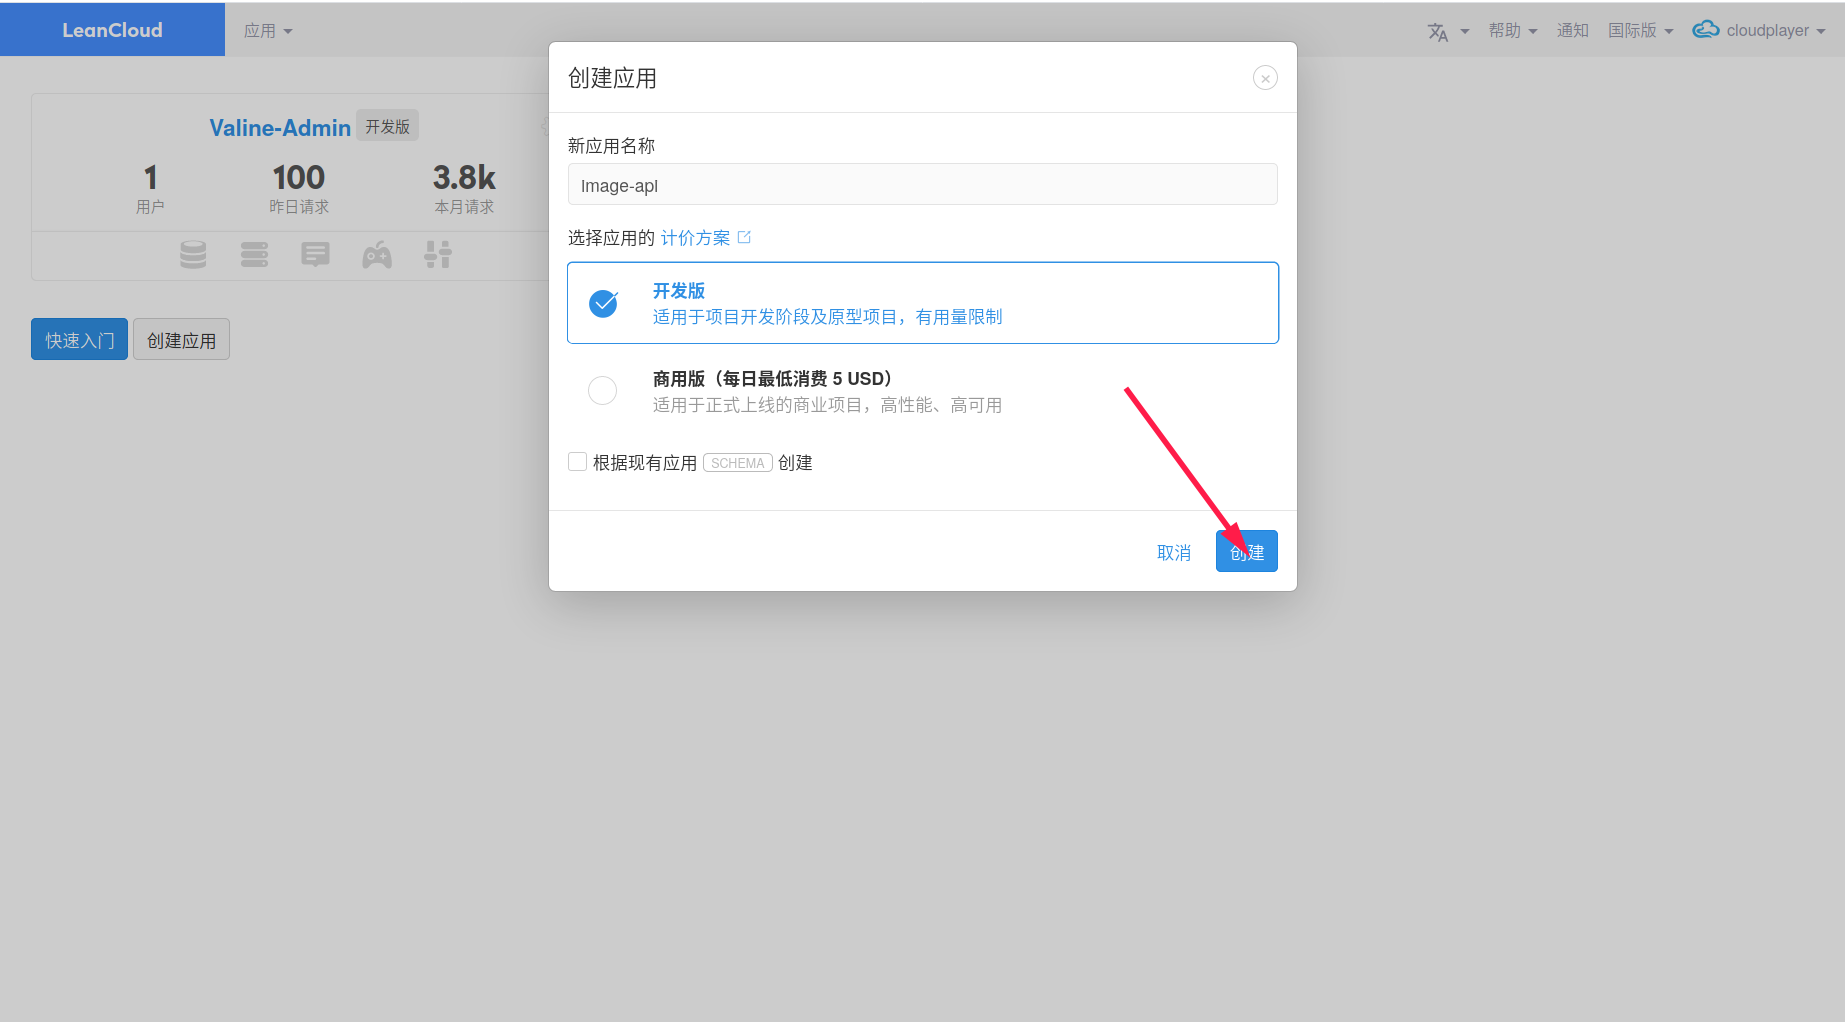 LeanCloud
应用
帮助
通知
国际版
cloudplayer
Valine-Admin 开发版
1
100
3.8k
用户
昨日请求
本月请求
快速入门
创建应用
创建应用
新应用名称
image-api
选择应用的 计价方案
开发版
适用于项目开发阶段及原型项目，有用量限制
商用版（每日最低消费 5 USD）
适用于正式上线的商业项目，高性能、高可用
根据现有应用 SCHEMA 创建
取消
创建